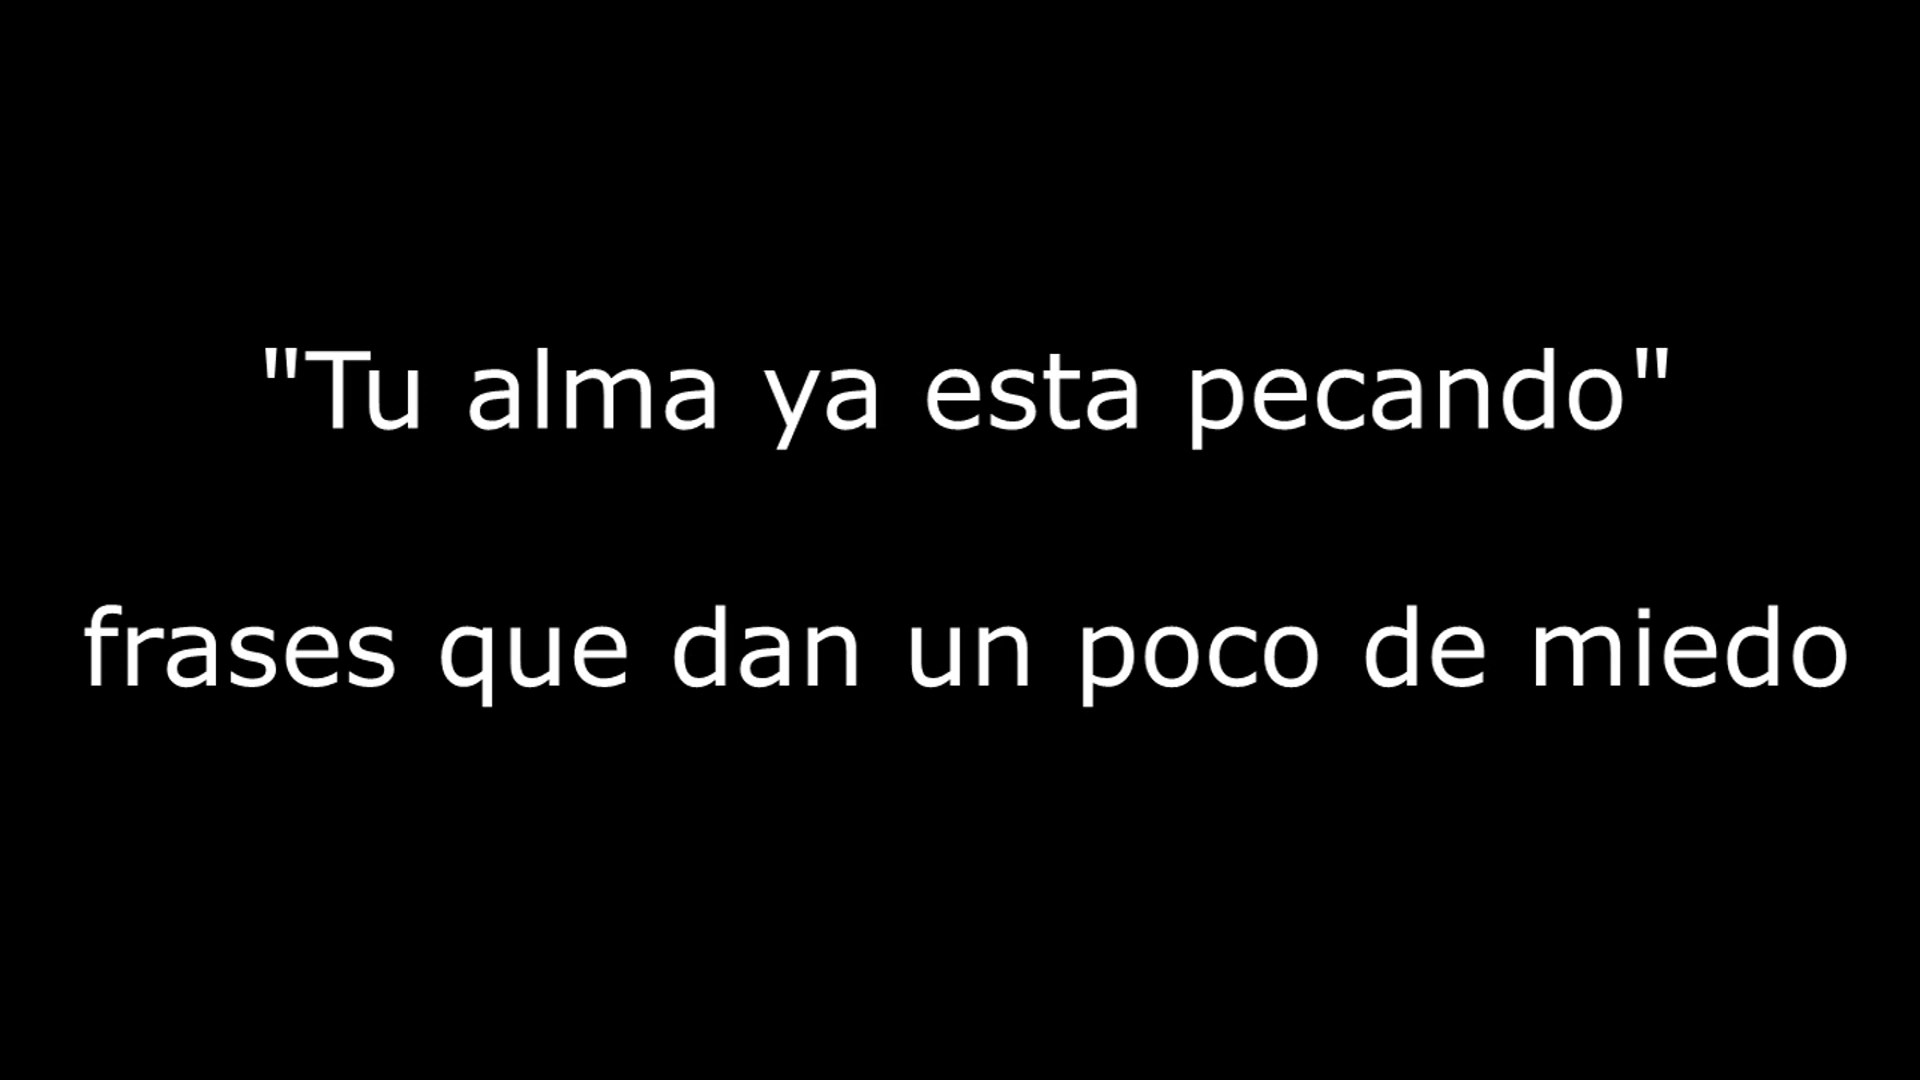 "Tu alma ya esta pecando"
frases que dan un poco de miedo